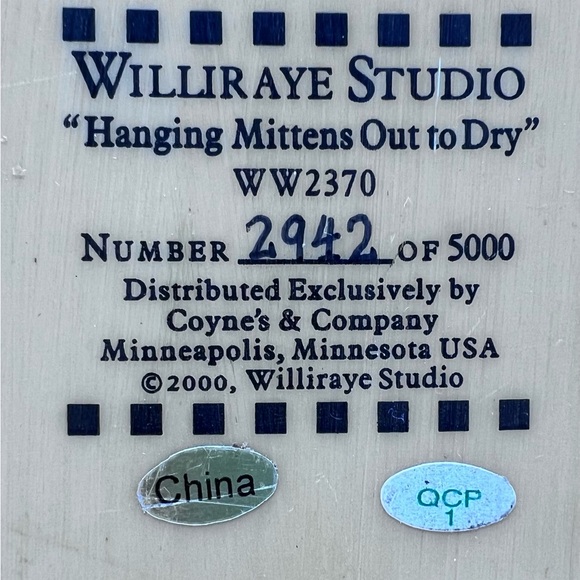 WILLIRAYE STUDIO
"Hanging Mittens Out to Dry"
WW2370
NUMBER 2942 OF 5000
Distributed Exclusively by
Coyne's & Company
Minneapolis, Minnesota USA
©2000, Williraye Studio
China
QCP
1